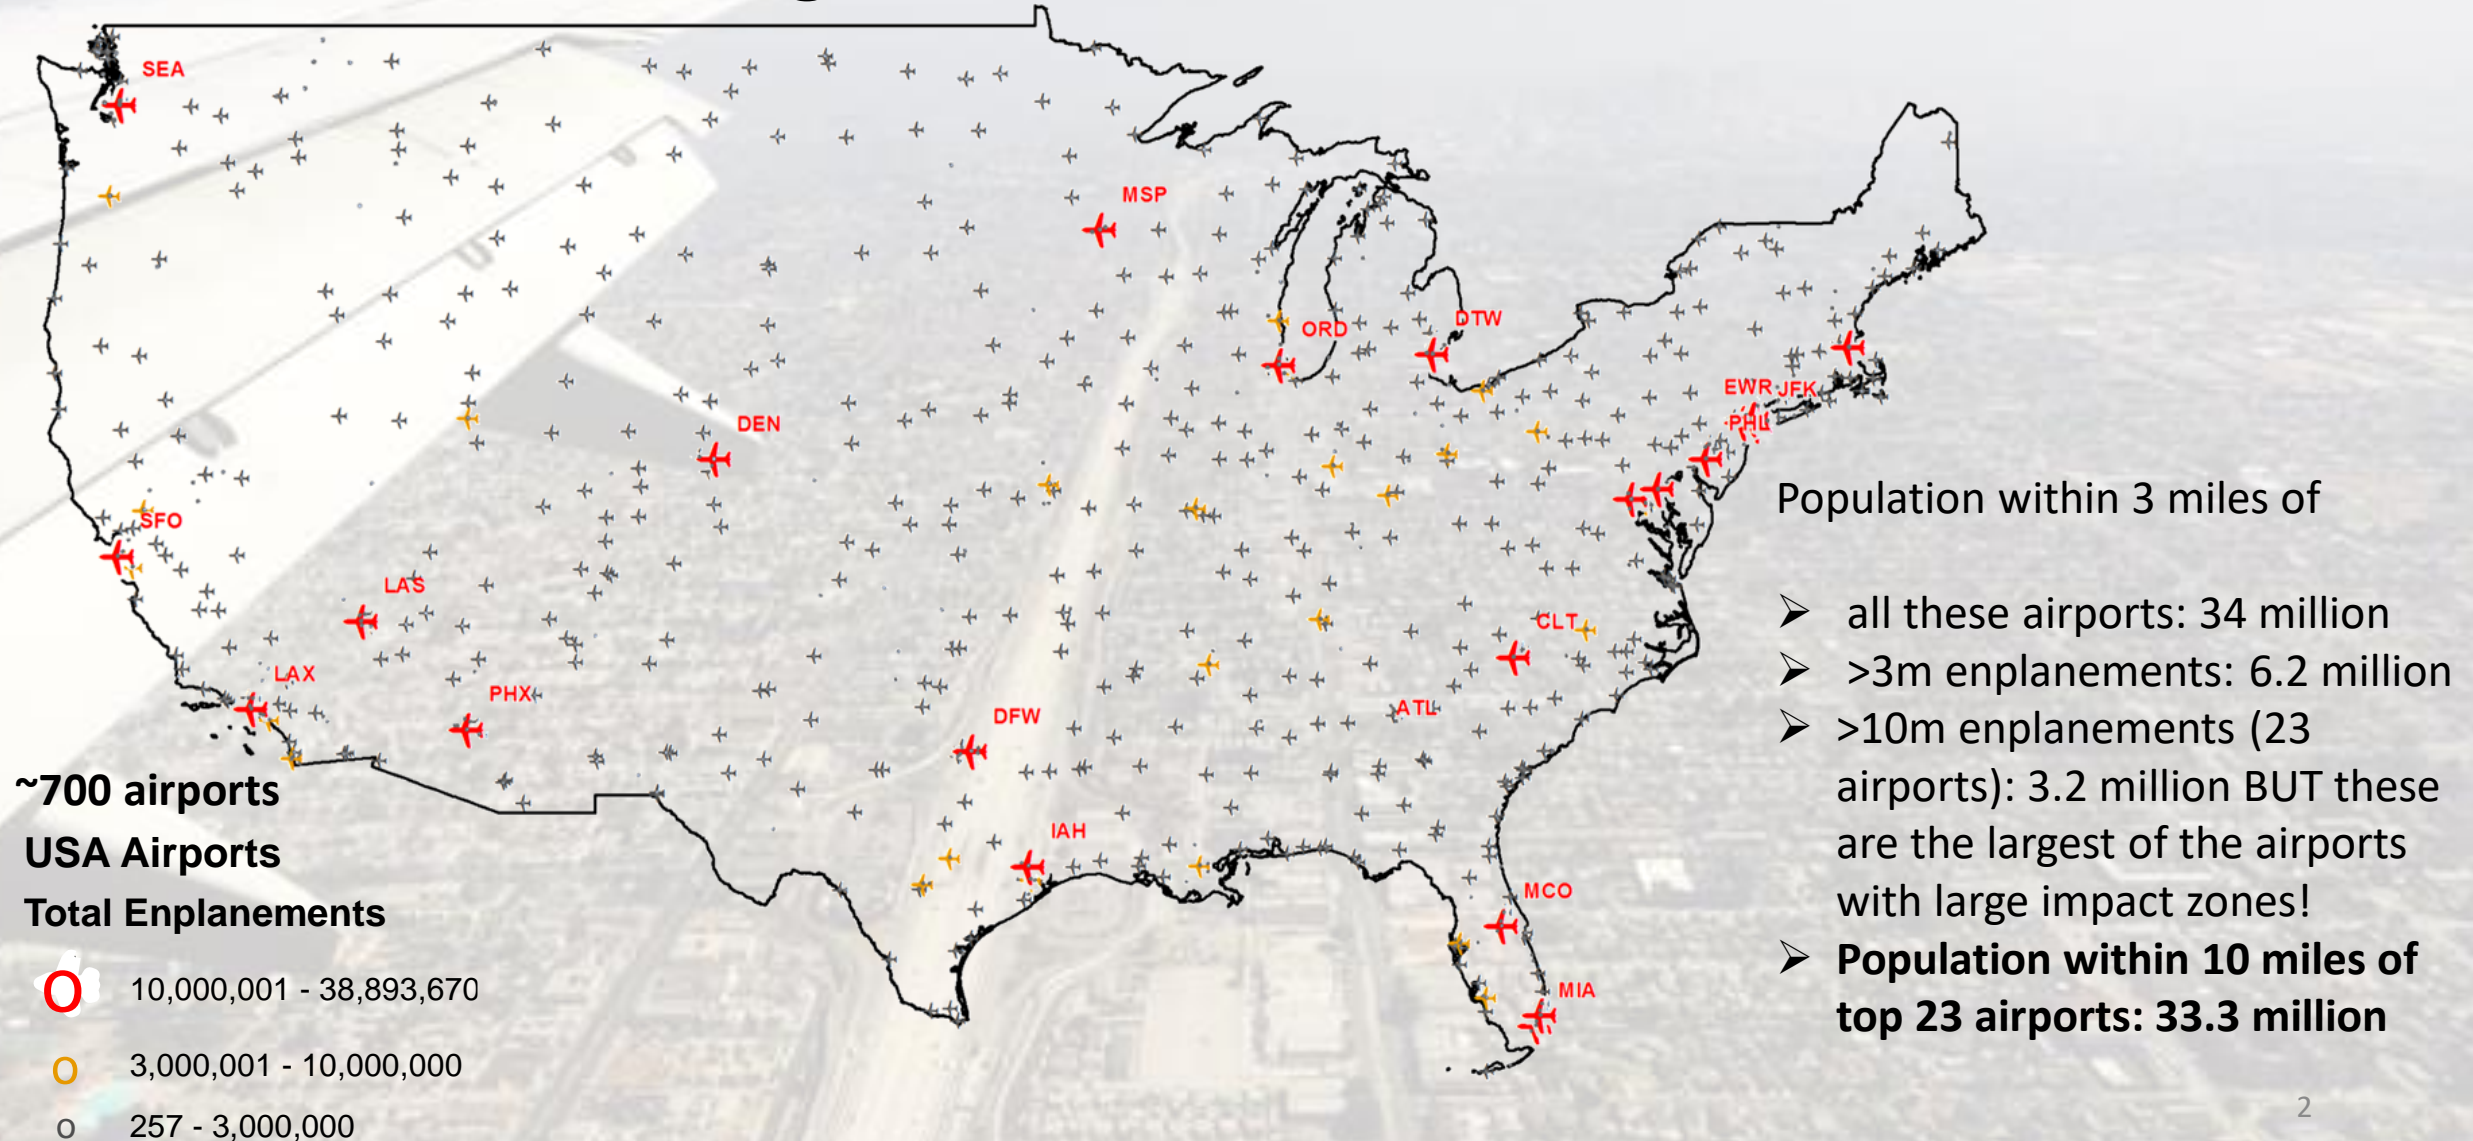 SEA
MSP
ORD
DTW
EWR JFK
PHL
DEN
SFO
LAS
CLT
LAX
PHX
ATL
DFW
IAH
MCO
MIA
~700 airports
USA Airports
Total Enplanements
O 10,000,001 - 38,893,670
O 3,000,001 - 10,000,000
O 257 - 3,000,000
Population within 3 miles of
➢ all these airports: 34 million
➢ >3m enplanements: 6.2 million
➢ >10m enplanements (23
airports): 3.2 million BUT these
are the largest of the airports
with large impact zones!
➢ Population within 10 miles of
top 23 airports: 33.3 million
2